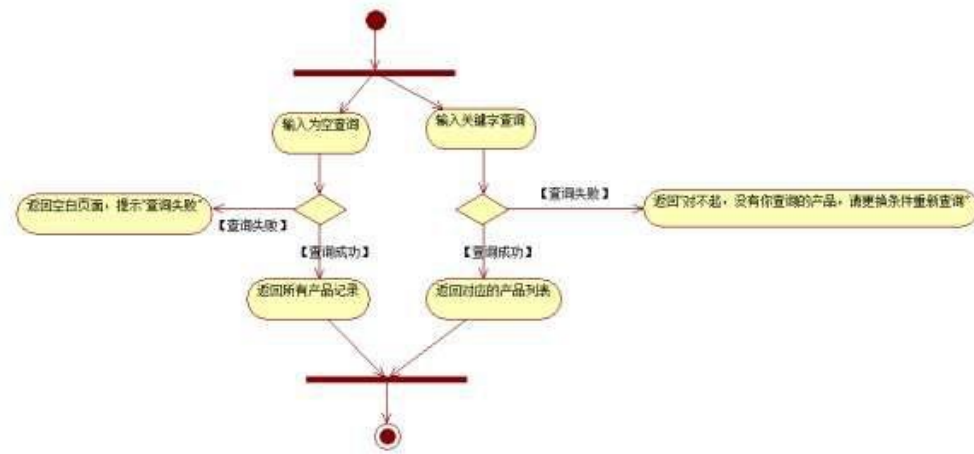 输入为空查询
输入关键字查询
【查询失败】
返回空白页面，提示"查询失败"
返回"对不起，没有你查询的产品，请更换条件重新查询"
【查询失败】
【查询成功】
【查询成功】
返回所有产品记录
返回对应的产品列表